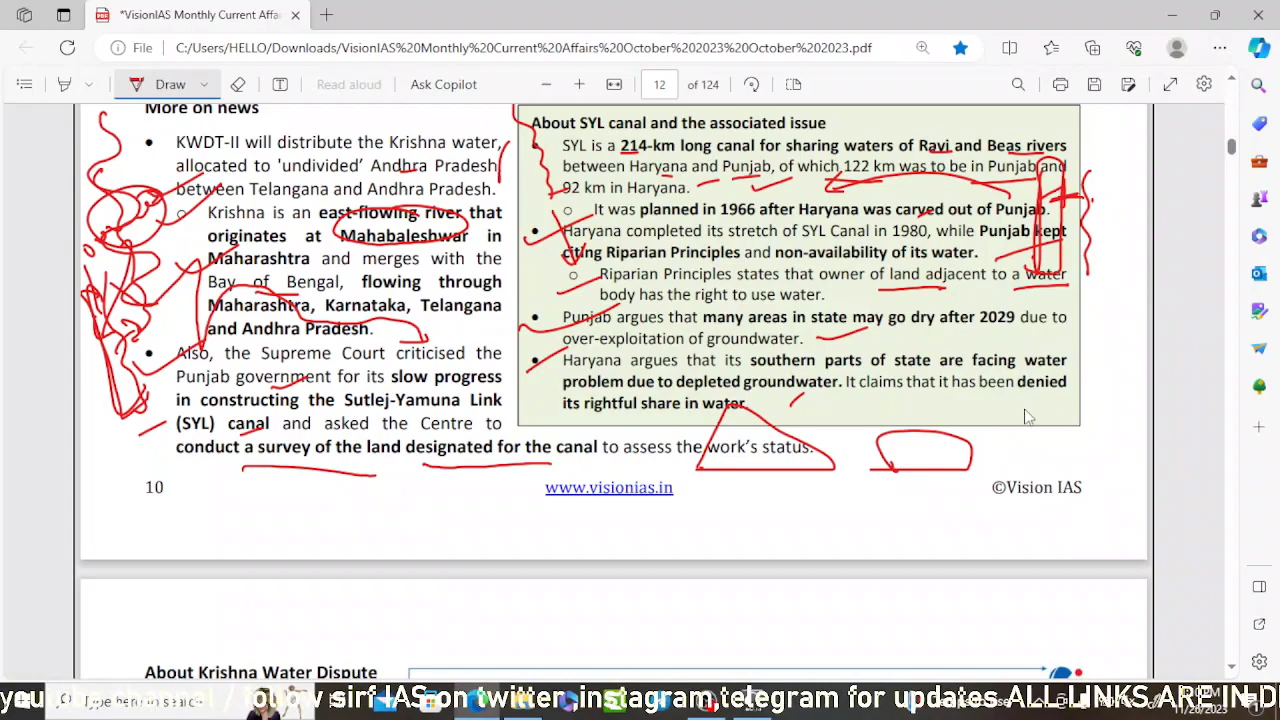 *VisionIAS Monthly Current Affai
File
C:/Users/HELLO/Downloads/VisionIAS%20Monthly%20Current%20Affairs%20October%202023%20October%202023.pdf
Draw
Read aloud
Ask Copilot
12
of 124
More on news
• KWDT-II will distribute the Krishna water,
allocated to 'undivided' Andhra Pradesh
between Telangana and Andhra Pradesh.
o Krishna is an east-flowing river that
originates at Mahabaleshwar in
Maharashtra and merges with the
Bay of Bengal, flowing through
Maharashtra, Karnataka, Telangana
and Andhra Pradesh.
• Also, the Supreme Court criticised the
Punjab government for its slow progress
in constructing the Sutlej-Yamuna Link
(SYL) canal and asked the Centre to
conduct a survey of the land designated for the canal to assess the work's status.
About SYL canal and the associated issue
• SYL is a 214-km long canal for sharing waters of Ravi and Beas rivers
between Haryana and Punjab, of which 122 km was to be in Punjab and
92 km in Haryana.
o It was planned in 1966 after Haryana was carved out of Punjab.
• Haryana completed its stretch of SYL Canal in 1980, while Punjab kept
citing Riparian Principles and non-availability of its water.
o Riparian Principles states that owner of land adjacent to a water
body has the right to use water.
• Punjab argues that many areas in state may go dry after 2029 due to
over-exploitation of groundwater.
• Haryana argues that its southern parts of state are facing water
problem due to depleted groundwater. It claims that it has been denied
its rightful share in water.
10
www.visionias.in
©Vision IAS
About Krishna Water Dispute
Type here to
channel / follow sirf IAS on twitter instagram telegram for updates ALL LINKS ARE IN D
11/26/2023